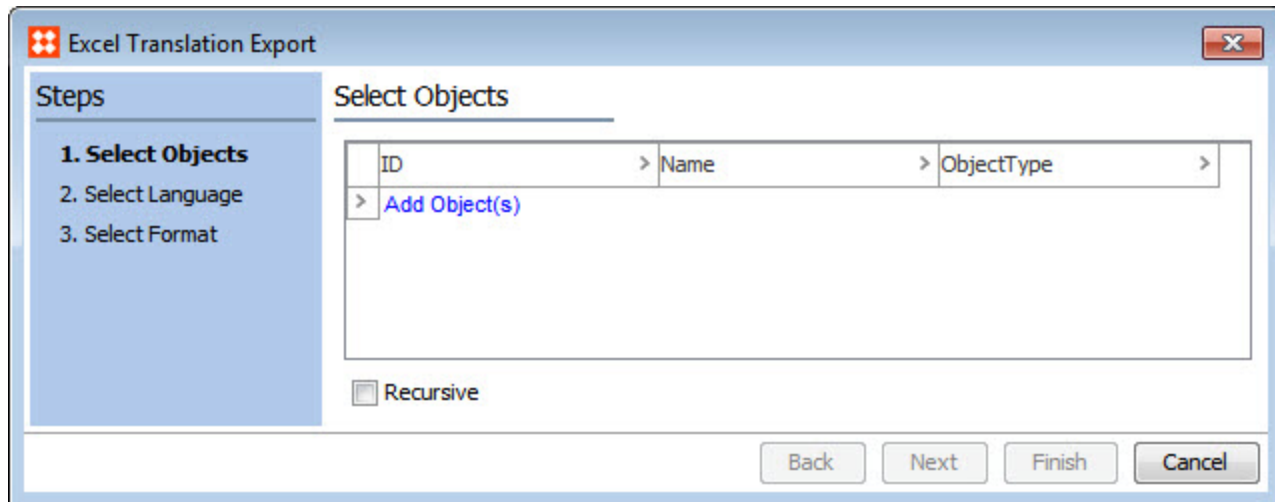 Excel Translation Export
Steps
1. Select Objects
2. Select Language
3. Select Format
Select Objects
ID > Name > ObjectType >
> Add Object(s)
Recursive
Back Next Finish Cancel